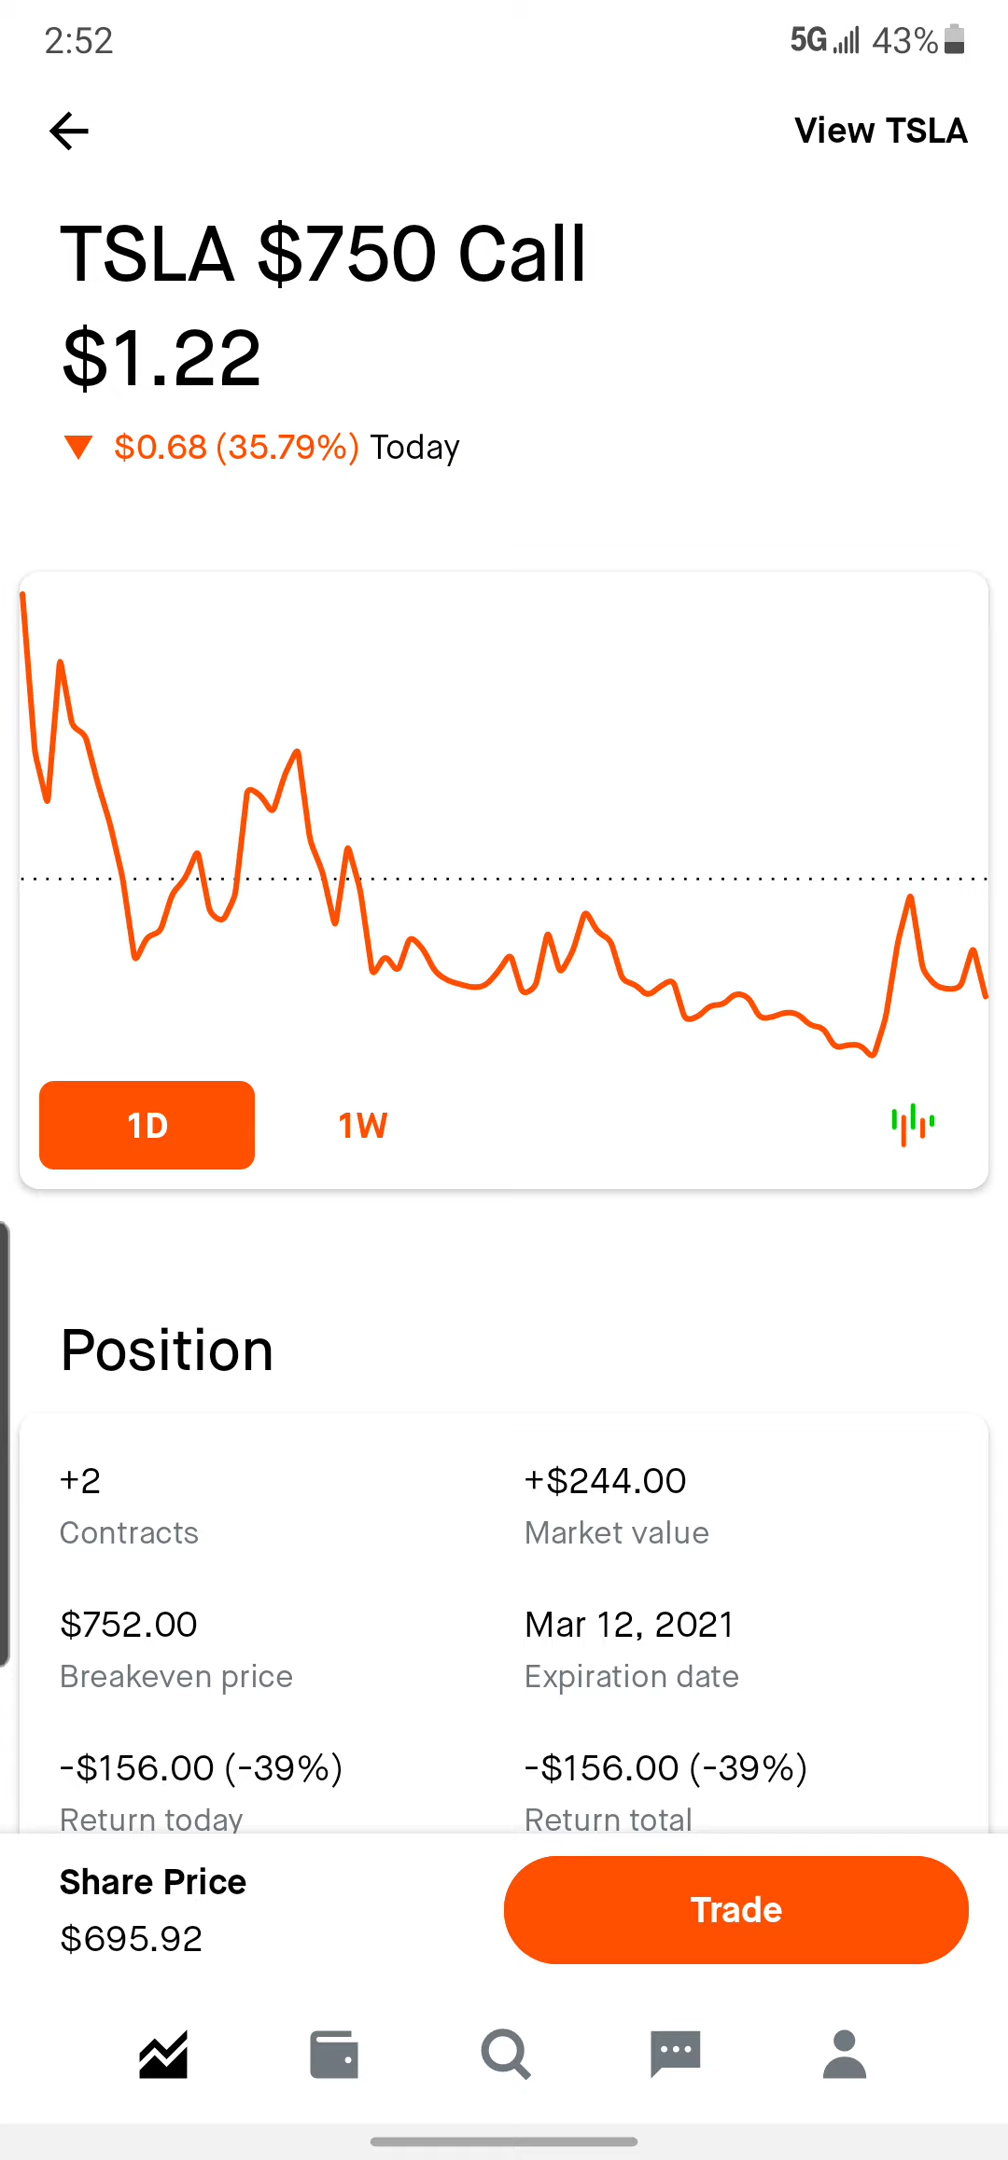 2:52
5G 43%
View TSLA
TSLA $750 Call
$1.22
▼ $0.68 (35.79%) Today
1D 1W
Position
+2 +$244.00
Contracts Market value
$752.00 Mar 12, 2021
Breakeven price Expiration date
-$156.00 (-39%) -$156.00 (-39%)
Return today Return total
Share Price
$695.92
Trade